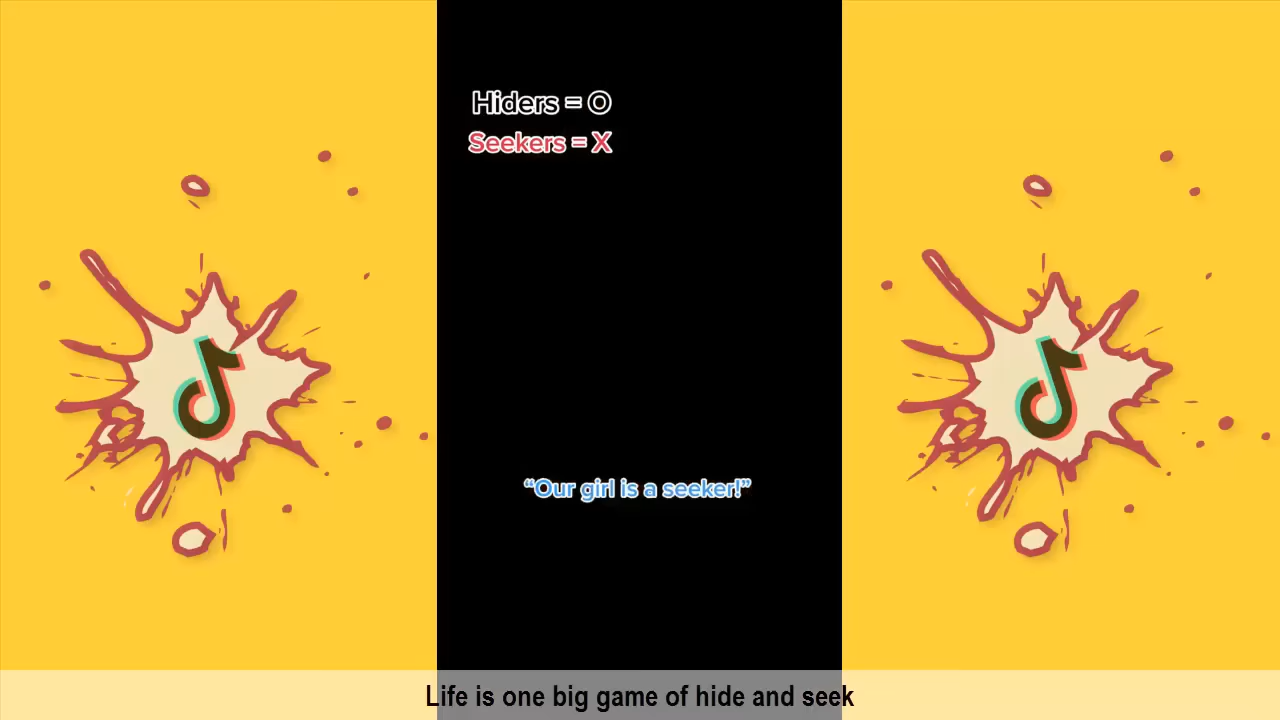 Hiders = O
Seekers = X
“Our girl is a seeker!”
Life is one big game of hide and seek